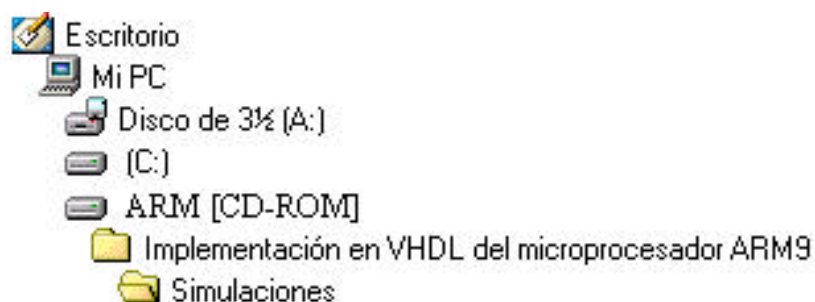 Escritorio
Mi PC
Disco de 3½ (A:)
(C:)
ARM [CD-ROM]
Implementación en VHDL del microprocesador ARM9
Simulaciones